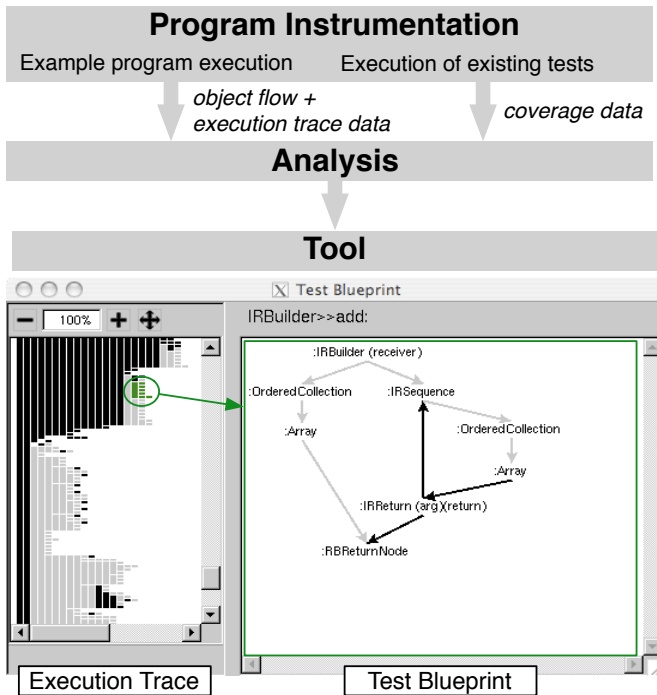 Program Instrumentation
Example program execution
Execution of existing tests
object flow +
execution trace data
coverage data
Analysis
Tool
X Test Blueprint
100%
IRBuilder>>add:
:IRBuilder (receiver)
:OrderedCollection
:IRSequence
:Array
:OrderedCollection
:Array
:IRReturn (arg)(return)
:RBReturnNode
Execution Trace
Test Blueprint